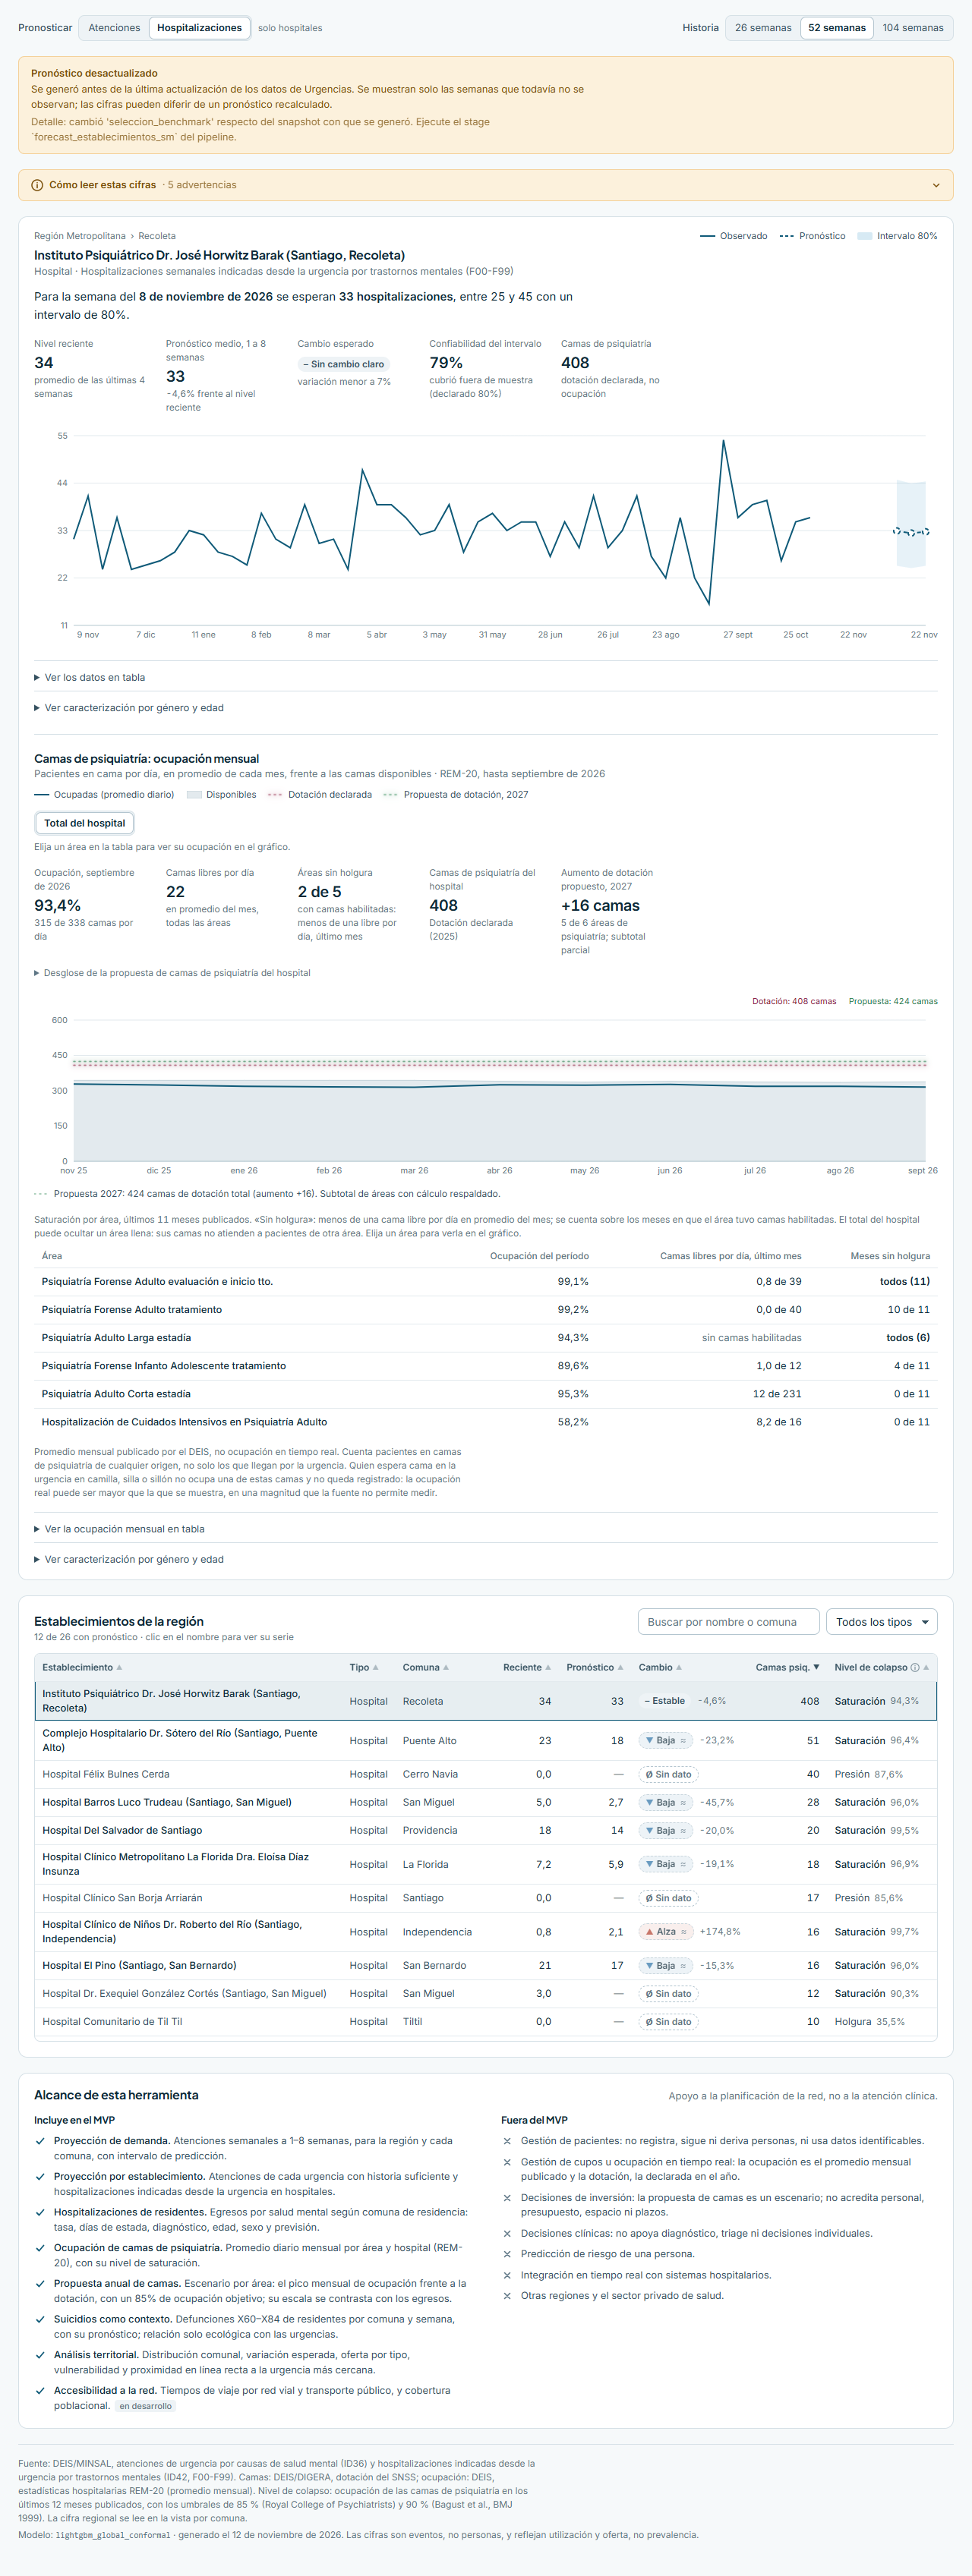 Pronosticar Atenciones Hospitalizaciones solo hospitales Historia 26 semanas 52 semanas 104 semanas
Pronóstico desactualizado
Se generó antes de la última actualización de los datos de Urgencias. Se muestran solo las semanas que todavía no se
observan; las cifras pueden diferir de un pronóstico recalculado.
Detalle: cambió 'seleccion_benchmark' respecto del snapshot con que se generó. Ejecute el stage
`forecast_establecimientos_sm` del pipeline.
Cómo leer estas cifras · 5 advertencias
Región Metropolitana › Recoleta
Observado Pronóstico Intervalo 80%
Instituto Psiquiátrico Dr. José Horwitz Barak (Santiago, Recoleta)
Hospital · Hospitalizaciones semanales indicadas desde la urgencia por trastornos mentales (F00-F99)
Para la semana del 8 de noviembre de 2026 se esperan 33 hospitalizaciones, entre 25 y 45 con un
intervalo de 80%.
Nivel reciente
34
promedio de las últimas 4
semanas
Pronóstico medio, 1 a 8
semanas
33
-4,6% frente al nivel
reciente
Cambio esperado
– Sin cambio claro
variación menor a 7%
Confiabilidad del intervalo
79%
cubrió fuera de muestra
(declarado 80%)
Camas de psiquiatría
408
dotación declarada, no
ocupación
55
44
33
22
11
9 nov 7 dic 11 ene 8 feb 8 mar 5 abr 3 may 31 may 28 jun 26 jul 23 ago 27 sept 25 oct 22 nov 22 nov
▶ Ver los datos en tabla
▶ Ver caracterización por género y edad
Camas de psiquiatría: ocupación mensual
Pacientes en cama por día, en promedio de cada mes, frente a las camas disponibles · REM-20, hasta septiembre de 2026
Ocupadas (promedio diario) Disponibles Dotación declarada Propuesta de dotación, 2027
Total del hospital
Elija un área en la tabla para ver su ocupación en el gráfico.
Ocupación, septiembre
de 2026
93,4%
315 de 338 camas por
día
Camas libres por día
22
en promedio del mes,
todas las áreas
Áreas sin holgura
2 de 5
con camas habilitadas:
menos de una libre por
día, último mes
Camas de psiquiatría del
hospital
408
Dotación declarada
(2025)
Aumento de dotación
propuesto, 2027
+16 camas
5 de 6 áreas de
psiquiatría; subtotal
parcial
▶ Desglose de la propuesta de camas de psiquiatría del hospital
Dotación: 408 camas Propuesta: 424 camas
600
450
300
150
0
nov 25 dic 25 ene 26 feb 26 mar 26 abr 26 may 26 jun 26 jul 26 ago 26 sept 26
Propuesta 2027: 424 camas de dotación total (aumento +16). Subtotal de áreas con cálculo respaldado.
Saturación por área, últimos 11 meses publicados. «Sin holgura»: menos de una cama libre por día en promedio del mes; se cuenta sobre los meses en que el área tuvo camas habilitadas. El total del hospital
puede ocultar un área llena: sus camas no atienden a pacientes de otra área. Elija un área para verla en el gráfico.
Área Ocupación del período Camas libres por día, último mes Meses sin holgura
Psiquiatría Forense Adulto evaluación e inicio tto. 99,1% 0,8 de 39 todos (11)
Psiquiatría Forense Adulto tratamiento 99,2% 0,0 de 40 10 de 11
Psiquiatría Adulto Larga estadía 94,3% sin camas habilitadas todos (6)
Psiquiatría Forense Infanto Adolescente tratamiento 89,6% 1,0 de 12 4 de 11
Psiquiatría Adulto Corta estadía 95,3% 12 de 231 0 de 11
Hospitalización de Cuidados Intensivos en Psiquiatría Adulto 58,2% 8,2 de 16 0 de 11
Promedio mensual publicado por el DEIS, no ocupación en tiempo real. Cuenta pacientes en camas
de psiquiatría de cualquier origen, no solo los que llegan por la urgencia. Quien espera cama en la
urgencia en camilla, silla o sillón no ocupa una de estas camas y no queda registrado: la ocupación
real puede ser mayor que la que se muestra, en una magnitud que la fuente no permite medir.
▶ Ver la ocupación mensual en tabla
▶ Ver caracterización por género y edad
Establecimientos de la región
12 de 26 con pronóstico · clic en el nombre para ver su serie
Buscar por nombre o comuna Todos los tipos
Establecimiento ▲ Tipo ▲ Comuna ▲ Reciente ▲ Pronóstico ▲ Cambio ▲ Camas psiq. ▼ Nivel de colapso ⓘ ▲
Instituto Psiquiátrico Dr. José Horwitz Barak (Santiago,
Recoleta) Hospital Recoleta 34 33 – Estable -4,6% 408 Saturación 94,3%
Complejo Hospitalario Dr. Sótero del Río (Santiago, Puente
Alto) Hospital Puente Alto 23 18 ▼ Baja ≈ -23,2% 51 Saturación 96,4%
Hospital Félix Bulnes Cerda Hospital Cerro Navia 0,0 — Ø Sin dato 40 Presión 87,6%
Hospital Barros Luco Trudeau (Santiago, San Miguel) Hospital San Miguel 5,0 2,7 ▼ Baja ≈ -45,7% 28 Saturación 96,0%
Hospital Del Salvador de Santiago Hospital Providencia 18 14 ▼ Baja ≈ -20,0% 20 Saturación 99,5%
Hospital Clínico Metropolitano La Florida Dra. Eloísa Díaz
Insunza Hospital La Florida 7,2 5,9 ▼ Baja ≈ -19,1% 18 Saturación 96,9%
Hospital Clínico San Borja Arriarán Hospital Santiago 0,0 — Ø Sin dato 17 Presión 85,6%
Hospital Clínico de Niños Dr. Roberto del Río (Santiago,
Independencia) Hospital Independencia 0,8 2,1 ▲ Alza ≈ +174,8% 16 Saturación 99,7%
Hospital El Pino (Santiago, San Bernardo) Hospital San Bernardo 21 17 ▼ Baja ≈ -15,3% 16 Saturación 96,0%
Hospital Dr. Exequiel González Cortés (Santiago, San Miguel) Hospital San Miguel 3,0 — Ø Sin dato 12 Saturación 90,3%
Hospital Comunitario de Til Til Hospital Tiltil 0,0 — Ø Sin dato 10 Holgura 35,5%
Alcance de esta herramienta
Apoyo a la planificación de la red, no a la atención clínica.
Incluye en el MVP
✓ Proyección de demanda. Atenciones semanales a 1–8 semanas, para la región y cada
comuna, con intervalo de predicción.
✓ Proyección por establecimiento. Atenciones de cada urgencia con historia suficiente y
hospitalizaciones indicadas desde la urgencia en hospitales.
✓ Hospitalizaciones de residentes. Egresos por salud mental según comuna de residencia:
tasa, días de estada, diagnóstico, edad, sexo y previsión.
✓ Ocupación de camas de psiquiatría. Promedio diario mensual por área y hospital (REM-
20), con su nivel de saturación.
✓ Propuesta anual de camas. Escenario por área: el pico mensual de ocupación frente a la
dotación, con un 85% de ocupación objetivo; su escala se contrasta con los egresos.
✓ Suicidios como contexto. Defunciones X60–X84 de residentes por comuna y semana,
con su pronóstico; relación solo ecológica con las urgencias.
✓ Análisis territorial. Distribución comunal, variación esperada, oferta por tipo,
vulnerabilidad y proximidad en línea recta a la urgencia más cercana.
✓ Accesibilidad a la red. Tiempos de viaje por red vial y transporte público, y cobertura
poblacional. en desarrollo
Fuera del MVP
✕ Gestión de pacientes: no registra, sigue ni deriva personas, ni usa datos identificables.
✕ Gestión de cupos u ocupación en tiempo real: la ocupación es el promedio mensual
publicado y la dotación, la declarada en el año.
✕ Decisiones de inversión: la propuesta de camas es un escenario; no acredita personal,
presupuesto, espacio ni plazos.
✕ Decisiones clínicas: no apoya diagnóstico, triage ni decisiones individuales.
✕ Predicción de riesgo de una persona.
✕ Integración en tiempo real con sistemas hospitalarios.
✕ Otras regiones y el sector privado de salud.
Fuente: DEIS/MINSAL, atenciones de urgencia por causas de salud mental (ID36) y hospitalizaciones indicadas desde la
urgencia por trastornos mentales (ID42, F00-F99). Camas: DEIS/DIGERA, dotación del SNSS; ocupación: DEIS,
estadísticas hospitalarias REM-20 (promedio mensual). Nivel de colapso: ocupación de las camas de psiquiatría en los
últimos 12 meses publicados, con los umbrales de 85 % (Royal College of Psychiatrists) y 90 % (Bagust et al., BMJ
1999). La cifra regional se lee en la vista por comuna.
Modelo: lightgbm_global_conformal · generado el 12 de noviembre de 2026. Las cifras son eventos, no personas, y reflejan utilización y oferta, no prevalencia.